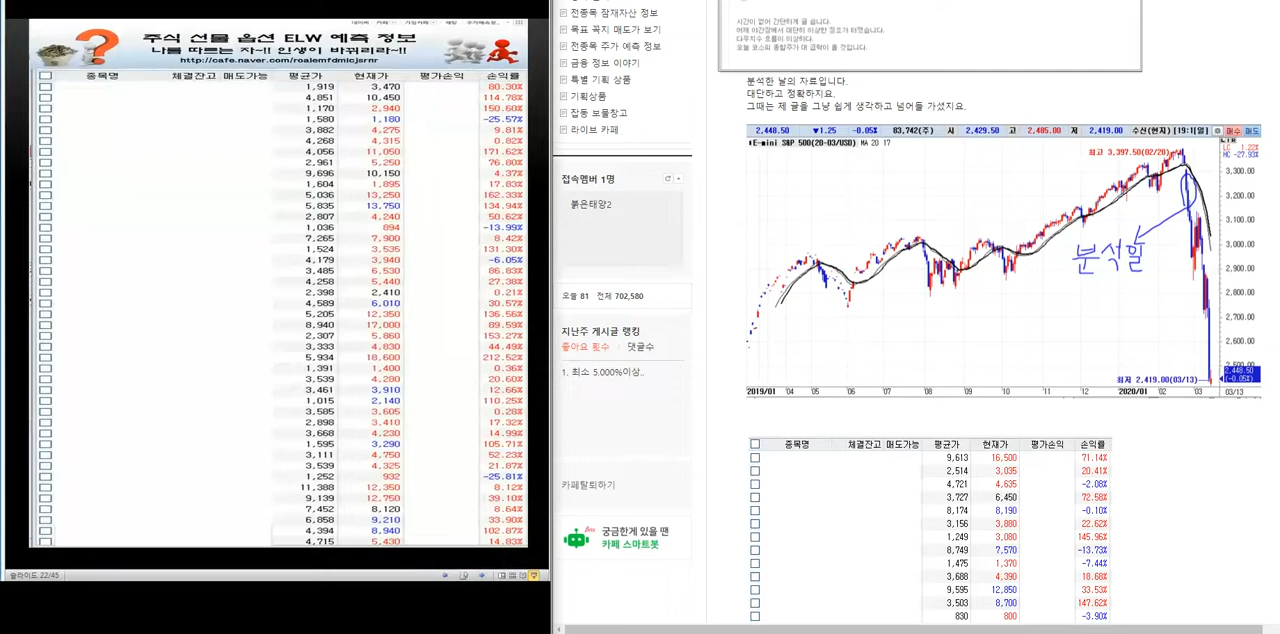 주식 선물 옵션 ELW 예측 정보
나를 따르는 자~!! 인생이 바뀌리라~!!
http://cafe.naver.com/roalemfdmicjsrnr
종목명 체결잔고 매도가능 평균가 현재가 평가손익 손익률
1,919 3,470 80.30%
4,851 10,450 114.78%
1,170 2,940 150.60%
1,580 1,180 -25.57%
3,882 4,275 9.81%
4,268 4,315 0.82%
4,056 11,050 171.62%
2,961 5,250 76.80%
9,696 10,150 4.37%
1,604 1,895 17.83%
5,036 13,250 162.33%
5,835 13,750 134.94%
2,807 4,240 50.62%
1,036 894 -13.99%
7,265 7,900 8.42%
1,524 3,535 131.30%
4,179 3,940 -6.05%
3,485 6,530 86.83%
4,258 5,440 27.38%
2,398 2,410 0.21%
4,589 6,010 30.57%
5,205 12,350 136.56%
8,940 17,000 89.59%
2,307 5,860 153.27%
3,333 4,830 44.49%
5,934 18,600 212.52%
1,391 1,400 0.36%
3,539 4,280 20.60%
3,461 3,910 12.66%
1,015 2,140 110.25%
3,585 3,605 0.28%
2,898 3,410 17.32%
3,668 4,230 14.99%
1,595 3,290 105.71%
3,111 4,750 52.23%
3,539 4,325 21.87%
1,252 932 -25.81%
11,388 12,350 8.12%
9,139 12,750 39.10%
7,452 8,120 8.64%
6,858 9,210 33.90%
4,394 8,940 102.87%
4,715 5,430 14.83%
슬라이드 22/45
전종목 잠재자산 정보
목표 꼭지 매도가 보기
전종목 주가 예측 정보
금융 정보 이야기
특별 기획 상품
기획상품
잡동 보물창고
라이브 카페
접속멤버 1명
붉은태양2
오늘 81 전체 702,580
지난주 게시글 랭킹
좋아요 횟수 댓글수
1. 최소 5.000%이상..
카페탈퇴하기
Beta
궁금한게 있을 땐
카페 스마트봇
시간이 없어 간단하게 글 씁니다.
어제 야간장에서 대단히 이상한 징조가 터졌습니다.
다우지수 흐름이 이상하다.
오늘 코스피 종합주가 대 급락이 올 것입니다.
분석한 날의 자료입니다.
대단하고 정확하지요.
그때는 제 글을 그냥 쉽게 생각하고 넘어들 가셨지요.
2,448.50 ▼1.25 -0.05% 83,742(주) 시 2,429.50 고 2,485.00 저 2,419.00 수신(현지) [19:1[일] 매수 매도
E-mini S&P 500(20-03/USD) MA 20 17
최고 3,397.50(02/20)
LC 1.22%
HC -27.93%
3,300.00
3,200.00
3,100.00
3,000.00
2,900.00
2,800.00
2,700.00
2,600.00
2,500.00
분석일
2,448.50
(-0.05%)
최저 2,419.00(03/13)
2019/01 '04 '05 '06 '07 '08 '09 '10 '11 '12 2020/01 '02 '03 03/13
종목명 체결잔고 매도가능 평균가 현재가 평가손익 손익률
9,613 16,500 71.14%
2,514 3,035 20.41%
4,721 4,635 -2.08%
3,727 6,450 72.58%
8,174 8,190 -0.10%
3,156 3,880 22.62%
1,249 3,080 145.96%
8,749 7,570 -13.73%
1,475 1,370 -7.44%
3,688 4,390 18.68%
9,595 12,850 33.53%
3,503 8,700 147.62%
830 800 -3.90%